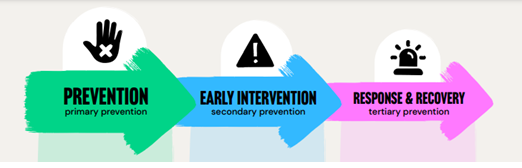 PREVENTION
primary prevention
EARLY INTERVENTION
secondary prevention
RESPONSE & RECOVERY
tertiary prevention